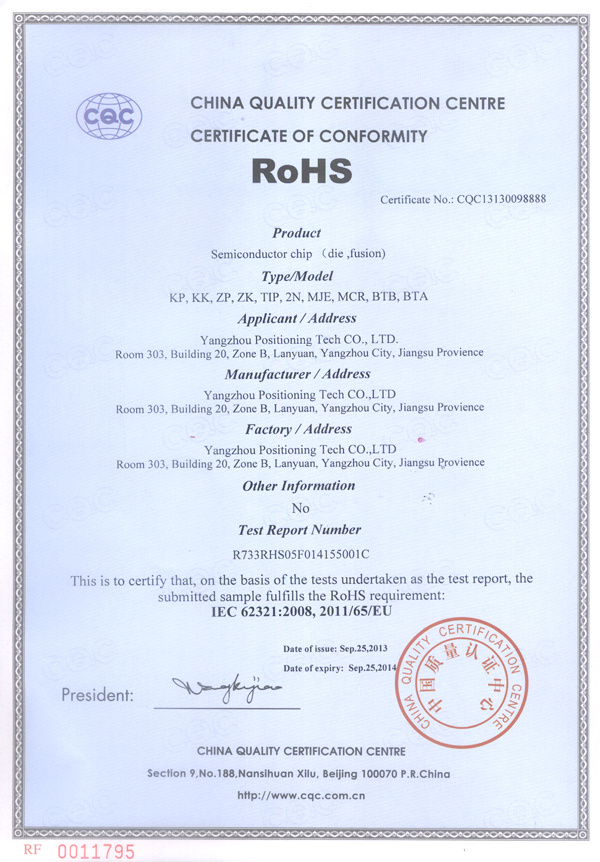 CQC
CHINA QUALITY CERTIFICATION CENTRE
CERTIFICATE OF CONFORMITY
RoHS
Certificate No.: CQC13130098888
Product
Semiconductor chip （die ,fusion)
Type/Model
KP, KK, ZP, ZK, TIP, 2N, MJE, MCR, BTB, BTA
Applicant / Address
Yangzhou Positioning Tech CO., LTD.
Room 303, Building 20, Zone B, Lanyuan, Yangzhou City, Jiangsu Provience
Manufacturer / Address
Yangzhou Positioning Tech CO.,LTD
Room 303, Building 20, Zone B, Lanyuan, Yangzhou City, Jiangsu Provience
Factory / Address
Yangzhou Positioning Tech CO.,LTD
Room 303, Building 20, Zone B, Lanyuan, Yangzhou City, Jiangsu Provience
Other Information
No
Test Report Number
R733RHS05F014155001C
This is to certify that, on the basis of the tests undertaken as the test report, the
submitted sample fulfills the RoHS requirement:
IEC 62321:2008, 2011/65/EU
Date of issue: Sep.25,2013
Date of expiry: Sep.25,2014
President:
CHINA QUALITY CERTIFICATION CENTRE
中国质量认证中心
CHINA QUALITY CERTIFICATION CENTRE
Section 9,No.188,Nansihuan Xilu, Beijing 100070 P.R.China
http://www.cqc.com.cn
RF 0011795